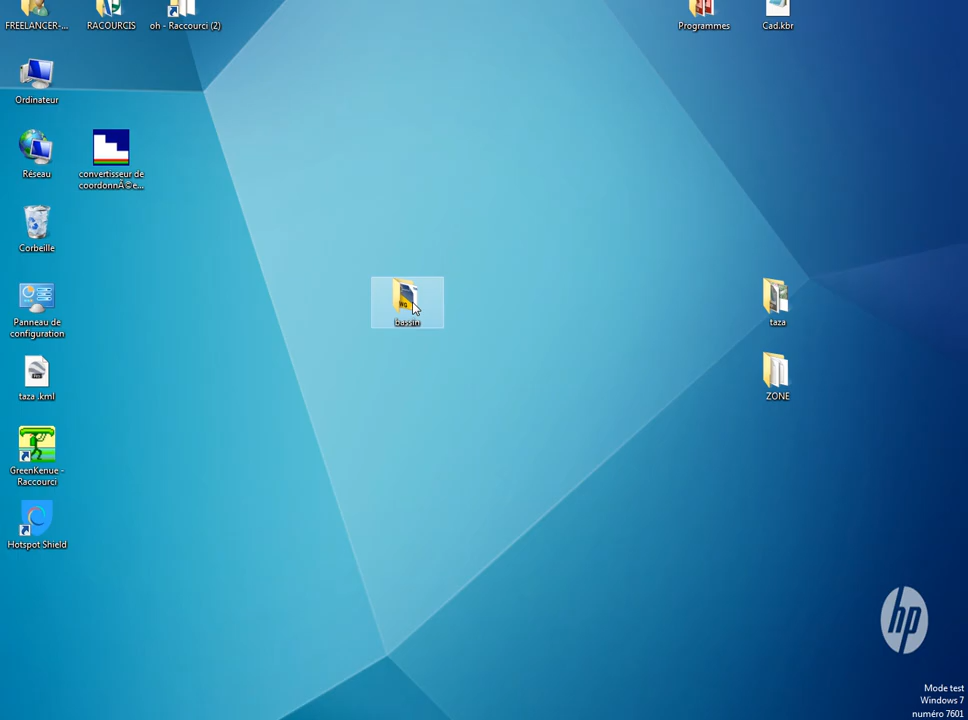 FREELANCER-...
RACOURCIS
oh - Raccourci (2)
Programmes
Cad.kbr
Ordinateur
Réseau
convertisseur de
coordonnÃ©e...
Corbeille
Panneau de
configuration
bassin
taza
taza .kml
ZONE
GreenKenue -
Raccourci
Hotspot Shield
hp
Mode test
Windows 7
numéro 7601